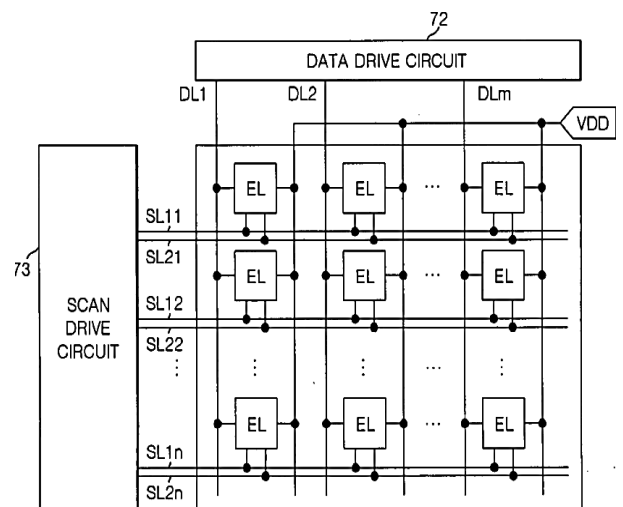 72
DATA DRIVE CIRCUIT
DL1 DL2 DLm
VDD
EL EL ... EL
SL11
73
SL21
EL EL ... EL
SCAN
DRIVE
CIRCUIT
SL12
SL22
EL EL ... EL
SL1n
SL2n